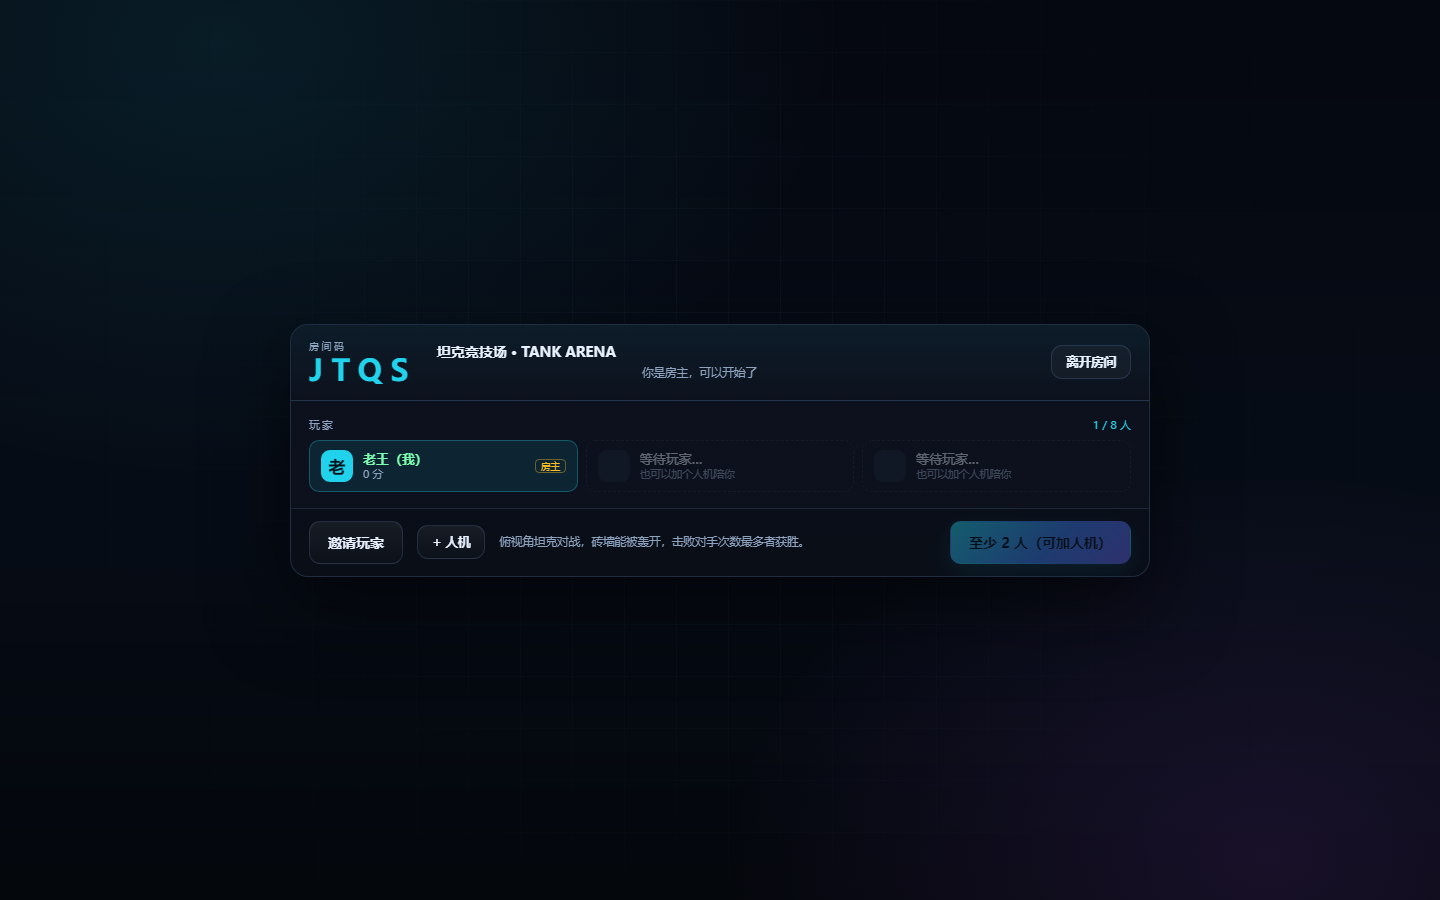 房间码
JTQS
坦克竞技场 • TANK ARENA
你是房主，可以开始了
离开房间
玩家
1 / 8 人
老
老王（我）
0 分
房主
等待玩家...
也可以加个人机陪你
等待玩家...
也可以加个人机陪你
邀请玩家
+ 人机
俯视角坦克对战，砖墙能被轰开，击败对手次数最多者获胜。
至少 2 人（可加人机）